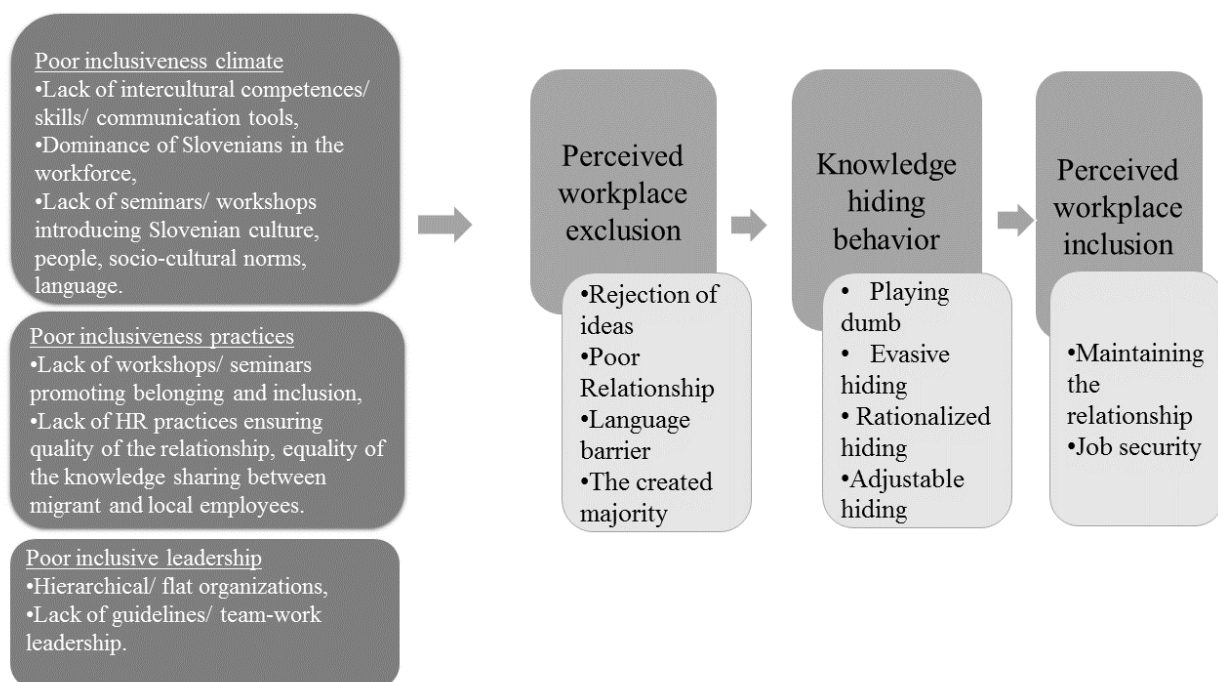 Poor inclusiveness climate
•Lack of intercultural competences/
skills/ communication tools,
•Dominance of Slovenians in the
workforce,
•Lack of seminars/ workshops
introducing Slovenian culture,
people, socio-cultural norms,
language.
Poor inclusiveness practices
•Lack of workshops/ seminars
promoting belonging and inclusion,
•Lack of HR practices ensuring
quality of the relationship, equality of
the knowledge sharing between
migrant and local employees.
Poor inclusive leadership
•Hierarchical/ flat organizations,
•Lack of guidelines/ team-work
leadership.
Perceived
workplace
exclusion
•Rejection of
ideas
•Poor
Relationship
•Language
barrier
•The created
majority
Knowledge
hiding
behavior
• Playing
dumb
• Evasive
hiding
• Rationalized
hiding
•Adjustable
hiding
Perceived
workplace
inclusion
•Maintaining
the
relationship
•Job security